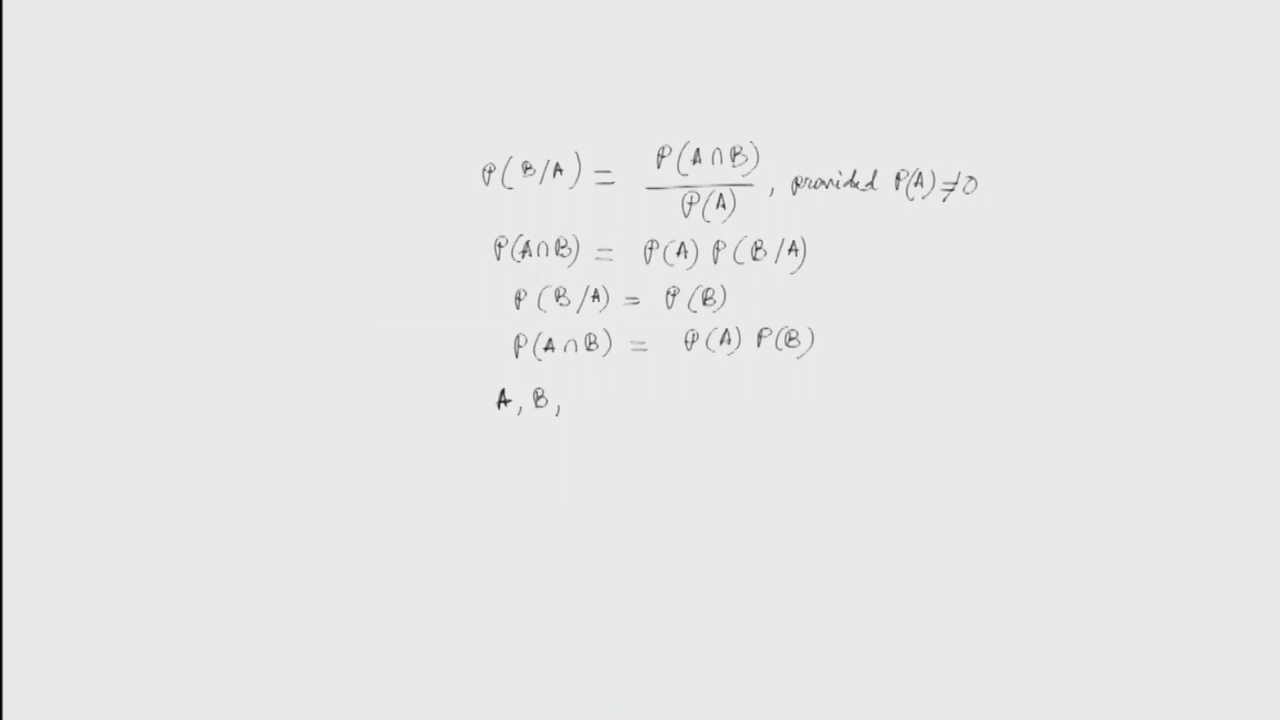 P(B/A) = P(A∩B) / P(A), provided P(A)≠0
P(A∩B) = P(A) P(B/A)
P(B/A) = P(B)
P(A∩B) = P(A) P(B)
A, B,